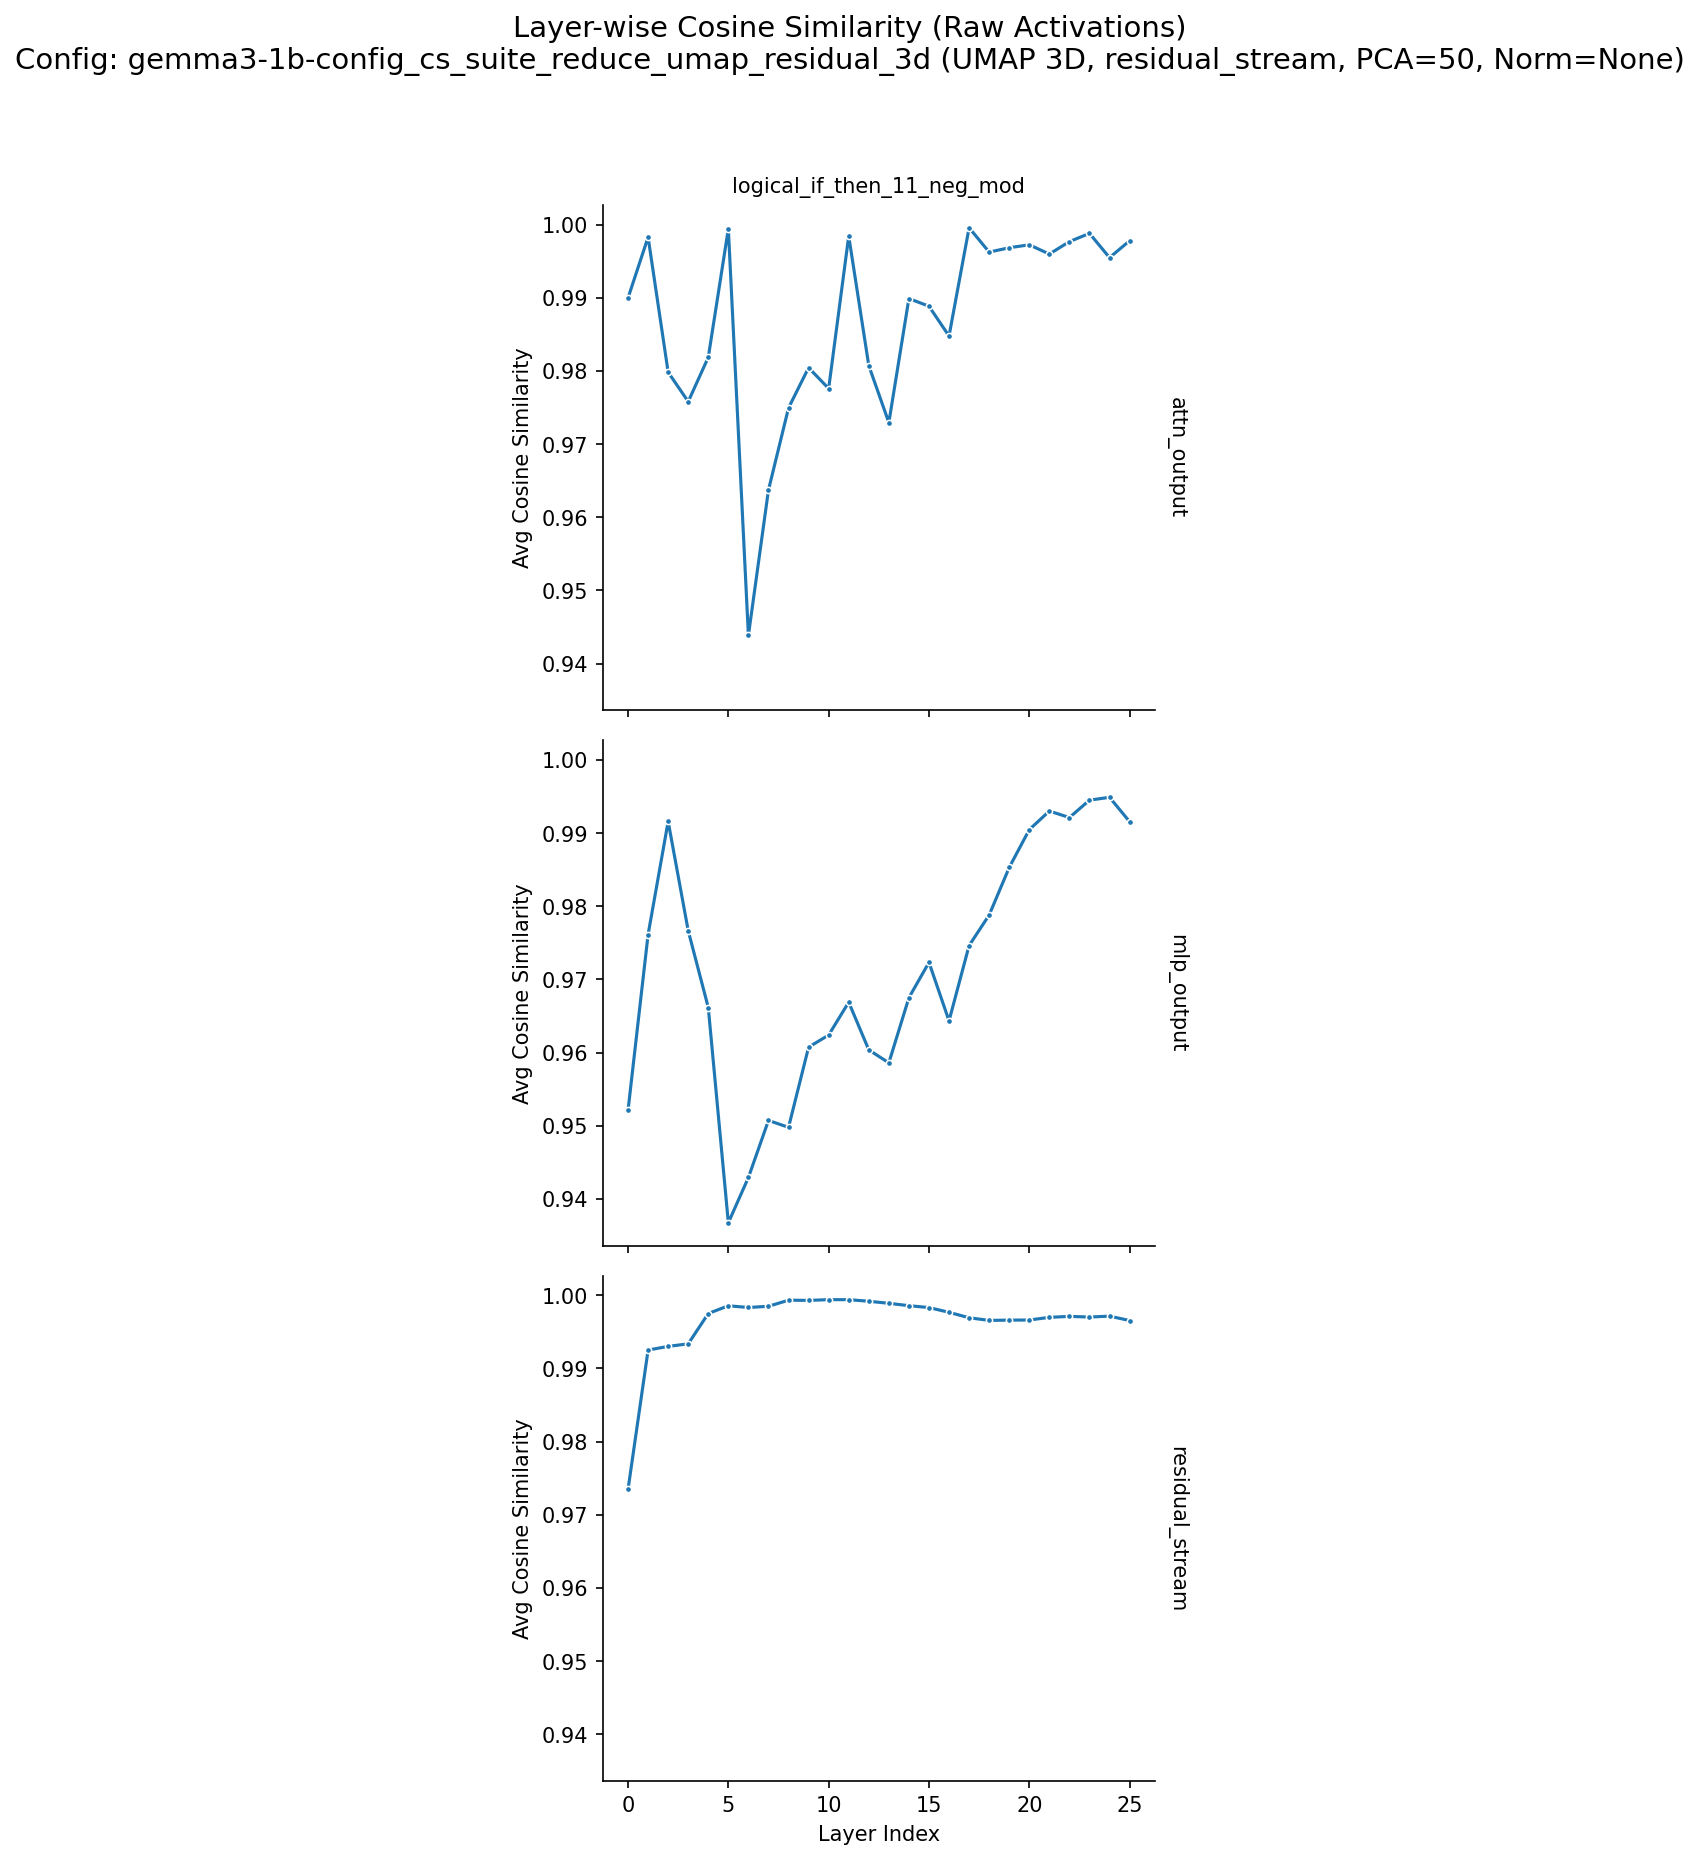 Layer-wise Cosine Similarity (Raw Activations)
Config: gemma3-1b-config_cs_suite_reduce_umap_residual_3d (UMAP 3D, residual_stream, PCA=50, Norm=None)
logical_if_then_11_neg_mod
1.00
0.99
0.98
0.97
0.96
0.95
0.94
Avg Cosine Similarity
attn_output
1.00
0.99
0.98
0.97
0.96
0.95
0.94
Avg Cosine Similarity
mlp_output
1.00
0.99
0.98
0.97
0.96
0.95
0.94
Avg Cosine Similarity
residual_stream
0 5 10 15 20 25
Layer Index